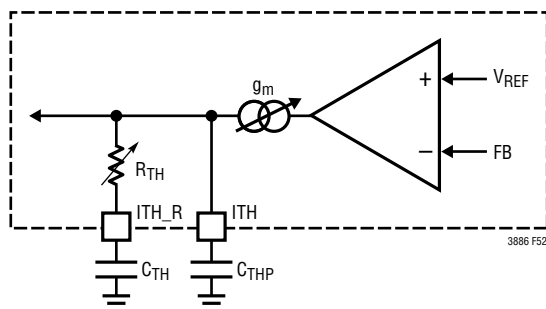 gm
+
VREF
−
FB
RTH
ITH_R
ITH
3886 F52
CTH
CTHP